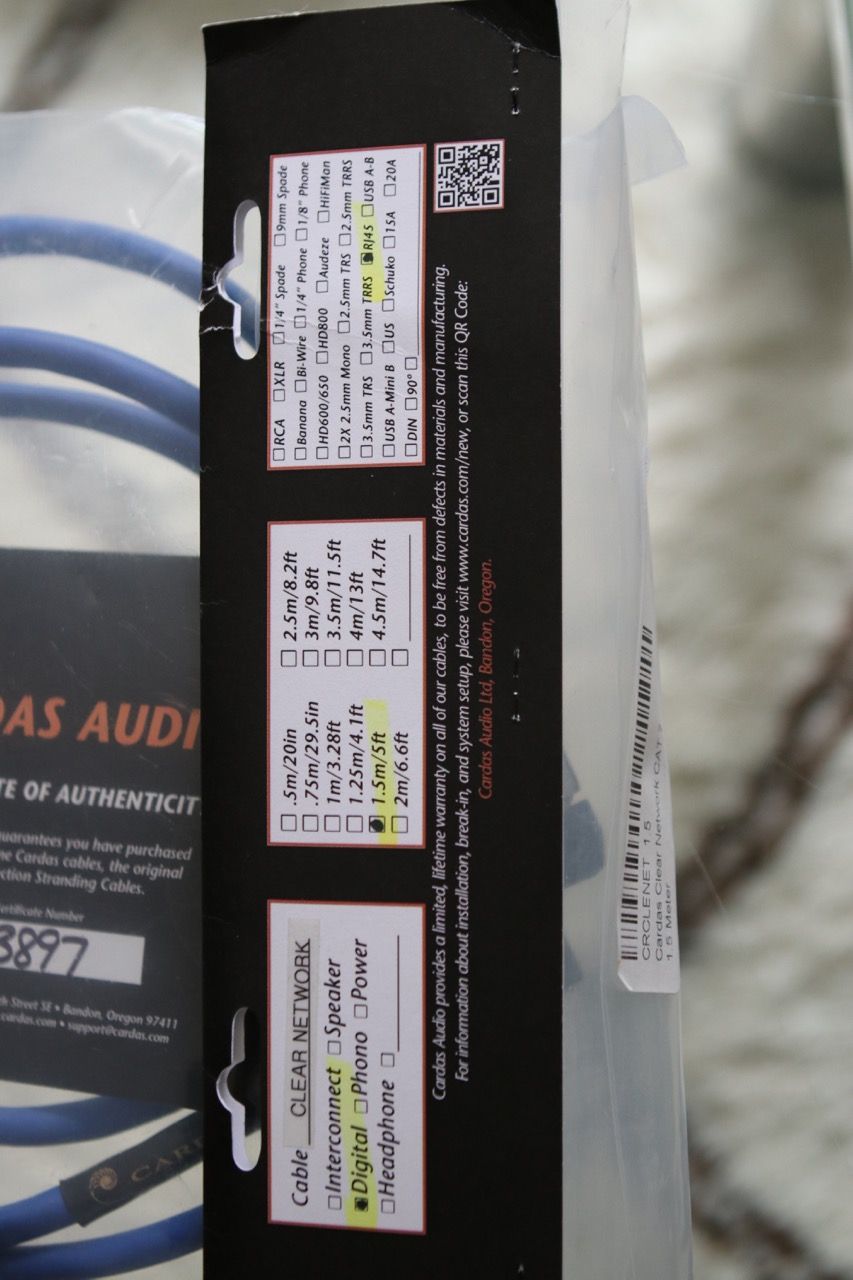 Cable CLEAR NETWORK
☐Interconnect ☐Speaker
☒Digital ☐Phono ☐Power
☐Headphone ☐
☐ .5m/20in ☐ 2.5m/8.2ft
☐ .75m/29.5in ☐ 3m/9.8ft
☐ 1m/3.28ft ☐ 3.5m/11.5ft
☐ 1.25m/4.1ft ☐ 4m/13ft
☒ 1.5m/5ft ☐ 4.5m/14.7ft
☐ 2m/6.6ft ☐
☐RCA ☐XLR ☐1/4" Spade ☐9mm Spade
☐Banana ☐Bi-Wire ☐1/4" Phone ☐1/8" Phone
☐HD600/650 ☐HD800 ☐Audeze ☐HiFiMan
☐2X 2.5mm Mono ☐2.5mm TRS ☐2.5mm TRRS
☐3.5mm TRS ☐3.5mm TRRS ☒RJ45 ☐USB A-B
☐USB A-Mini B ☐US ☐Schuko ☐15A ☐20A
☐DIN ☐90° ☐
Cardas Audio provides a limited, lifetime warranty on all of our cables, to be free from defects in materials and manufacturing.
For information about installation, break-in, and system setup, please visit www.cardas.com/new, or scan this QR Code:
Cardas Audio Ltd, Bandon, Oregon.
DAS AUDI
TE OF AUTHENTICIT
uarantees you have purchased
ne Cardas cables, the original
ction Stranding Cables.
ertificate Number
3897
th Street SE • Bandon, Oregon 97411
cardas.com • support@cardas.com
CARD
CRCLENET 1.5
Cardas Clear Network CAT
1.5 Meter